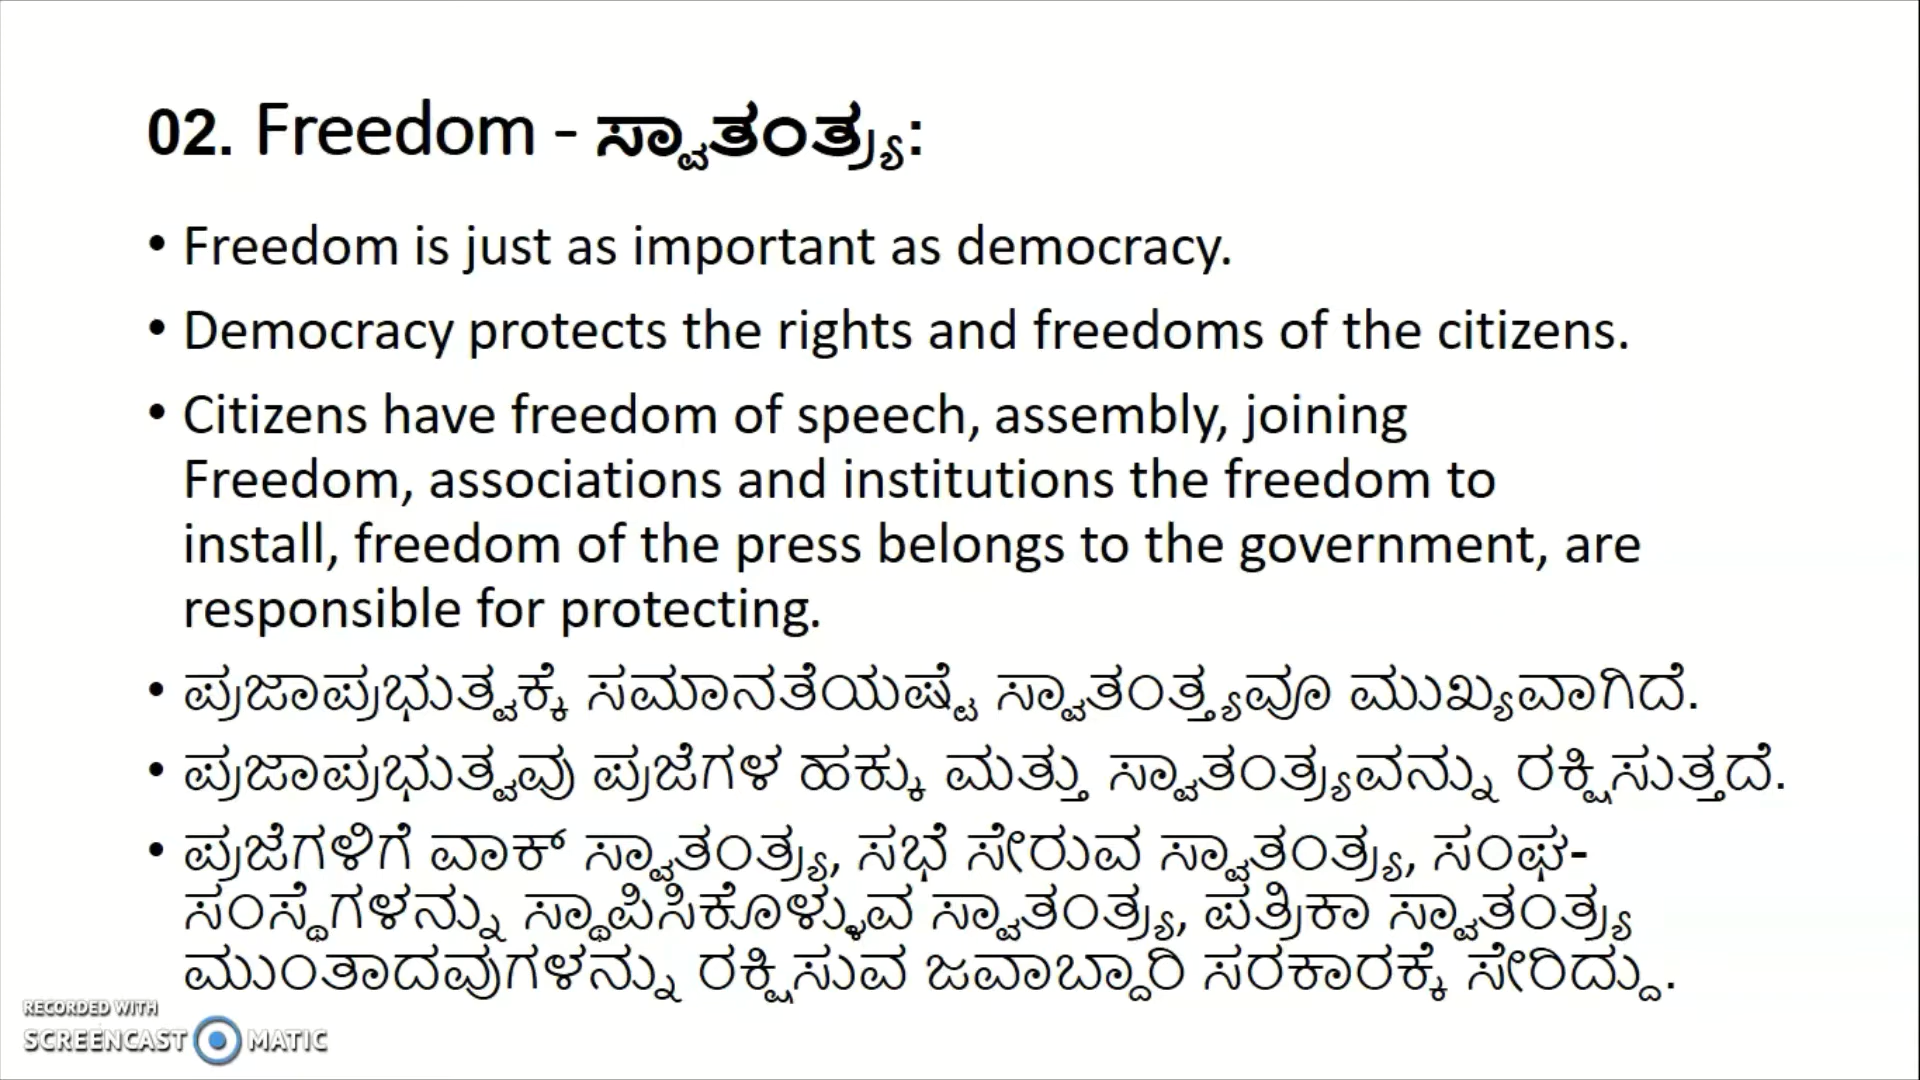 02. Freedom - ಸ್ವಾತಂತ್ರ್ಯ:
• Freedom is just as important as democracy.
• Democracy protects the rights and freedoms of the citizens.
• Citizens have freedom of speech, assembly, joining
Freedom, associations and institutions the freedom to
install, freedom of the press belongs to the government, are
responsible for protecting.
• ಪ್ರಜಾಪ್ರಭುತ್ವಕ್ಕೆ ಸಮಾನತೆಯಷ್ಟೆ ಸ್ವಾತಂತ್ತ್ಯವೂ ಮುಖ್ಯವಾಗಿದೆ.
• ಪ್ರಜಾಪ್ರಭುತ್ವವು ಪ್ರಜೆಗಳ ಹಕ್ಕು ಮತ್ತು ಸ್ವಾತಂತ್ರ್ಯವನ್ನು ರಕ್ಷಿಸುತ್ತದೆ.
• ಪ್ರಜೆಗಳಿಗೆ ವಾಕ್ ಸ್ವಾತಂತ್ರ್ಯ, ಸಭೆ ಸೇರುವ ಸ್ವಾತಂತ್ರ್ಯ, ಸಂಘ-
ಸಂಸ್ಥೆಗಳನ್ನು ಸ್ಥಾಪಿಸಿಕೊಳ್ಳುವ ಸ್ವಾತಂತ್ರ್ಯ, ಪತ್ರಿಕಾ ಸ್ವಾತಂತ್ರ್ಯ
ಮುಂತಾದವುಗಳನ್ನು ರಕ್ಷಿಸುವ ಜವಾಬ್ದಾರಿ ಸರಕಾರಕ್ಕೆ ಸೇರಿದ್ದು.
RECORDED WITH
SCREENCAST MATIC